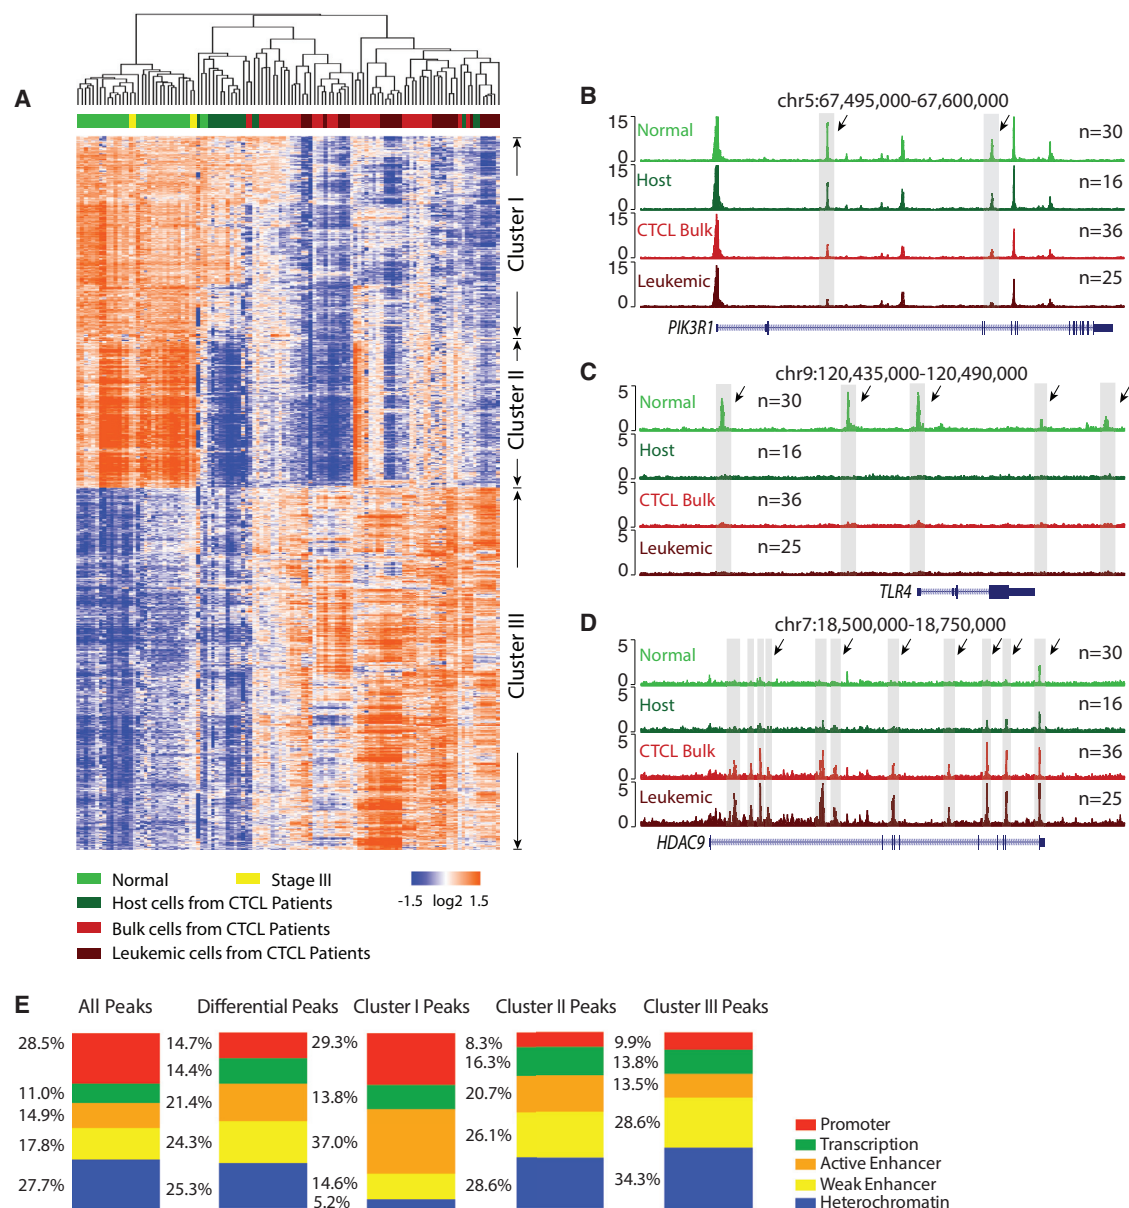 A
Cluster I
Cluster II
Cluster III
Normal
Stage III
Host cells from CTCL Patients
Bulk cells from CTCL Patients
Leukemic cells from CTCL Patients
-1.5 log2 1.5
B
chr5:67,495,000-67,600,000
15
Normal
n=30
0
15
Host
n=16
0
15
CTCL Bulk
n=36
0
15
Leukemic
n=25
0
PIK3R1
C
chr9:120,435,000-120,490,000
5
Normal
n=30
0
5
Host
n=16
0
5
CTCL Bulk
n=36
0
5
Leukemic
n=25
0
TLR4
D
chr7:18,500,000-18,750,000
5
Normal
n=30
0
5
Host
n=16
0
5
CTCL Bulk
n=36
0
5
Leukemic
n=25
0
HDAC9
E
All Peaks
28.5%
11.0%
14.9%
17.8%
27.7%
Differential Peaks
14.7%
14.4%
21.4%
24.3%
25.3%
Cluster I Peaks
29.3%
13.8%
37.0%
14.6%
5.2%
Cluster II Peaks
8.3%
16.3%
20.7%
26.1%
28.6%
Cluster III Peaks
9.9%
13.8%
13.5%
28.6%
34.3%
Promoter
Transcription
Active Enhancer
Weak Enhancer
Heterochromatin